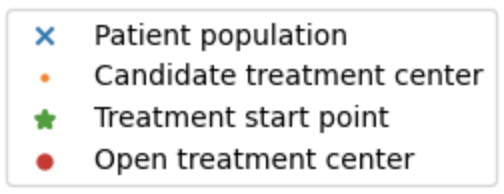 Patient population
Candidate treatment center
Treatment start point
Open treatment center